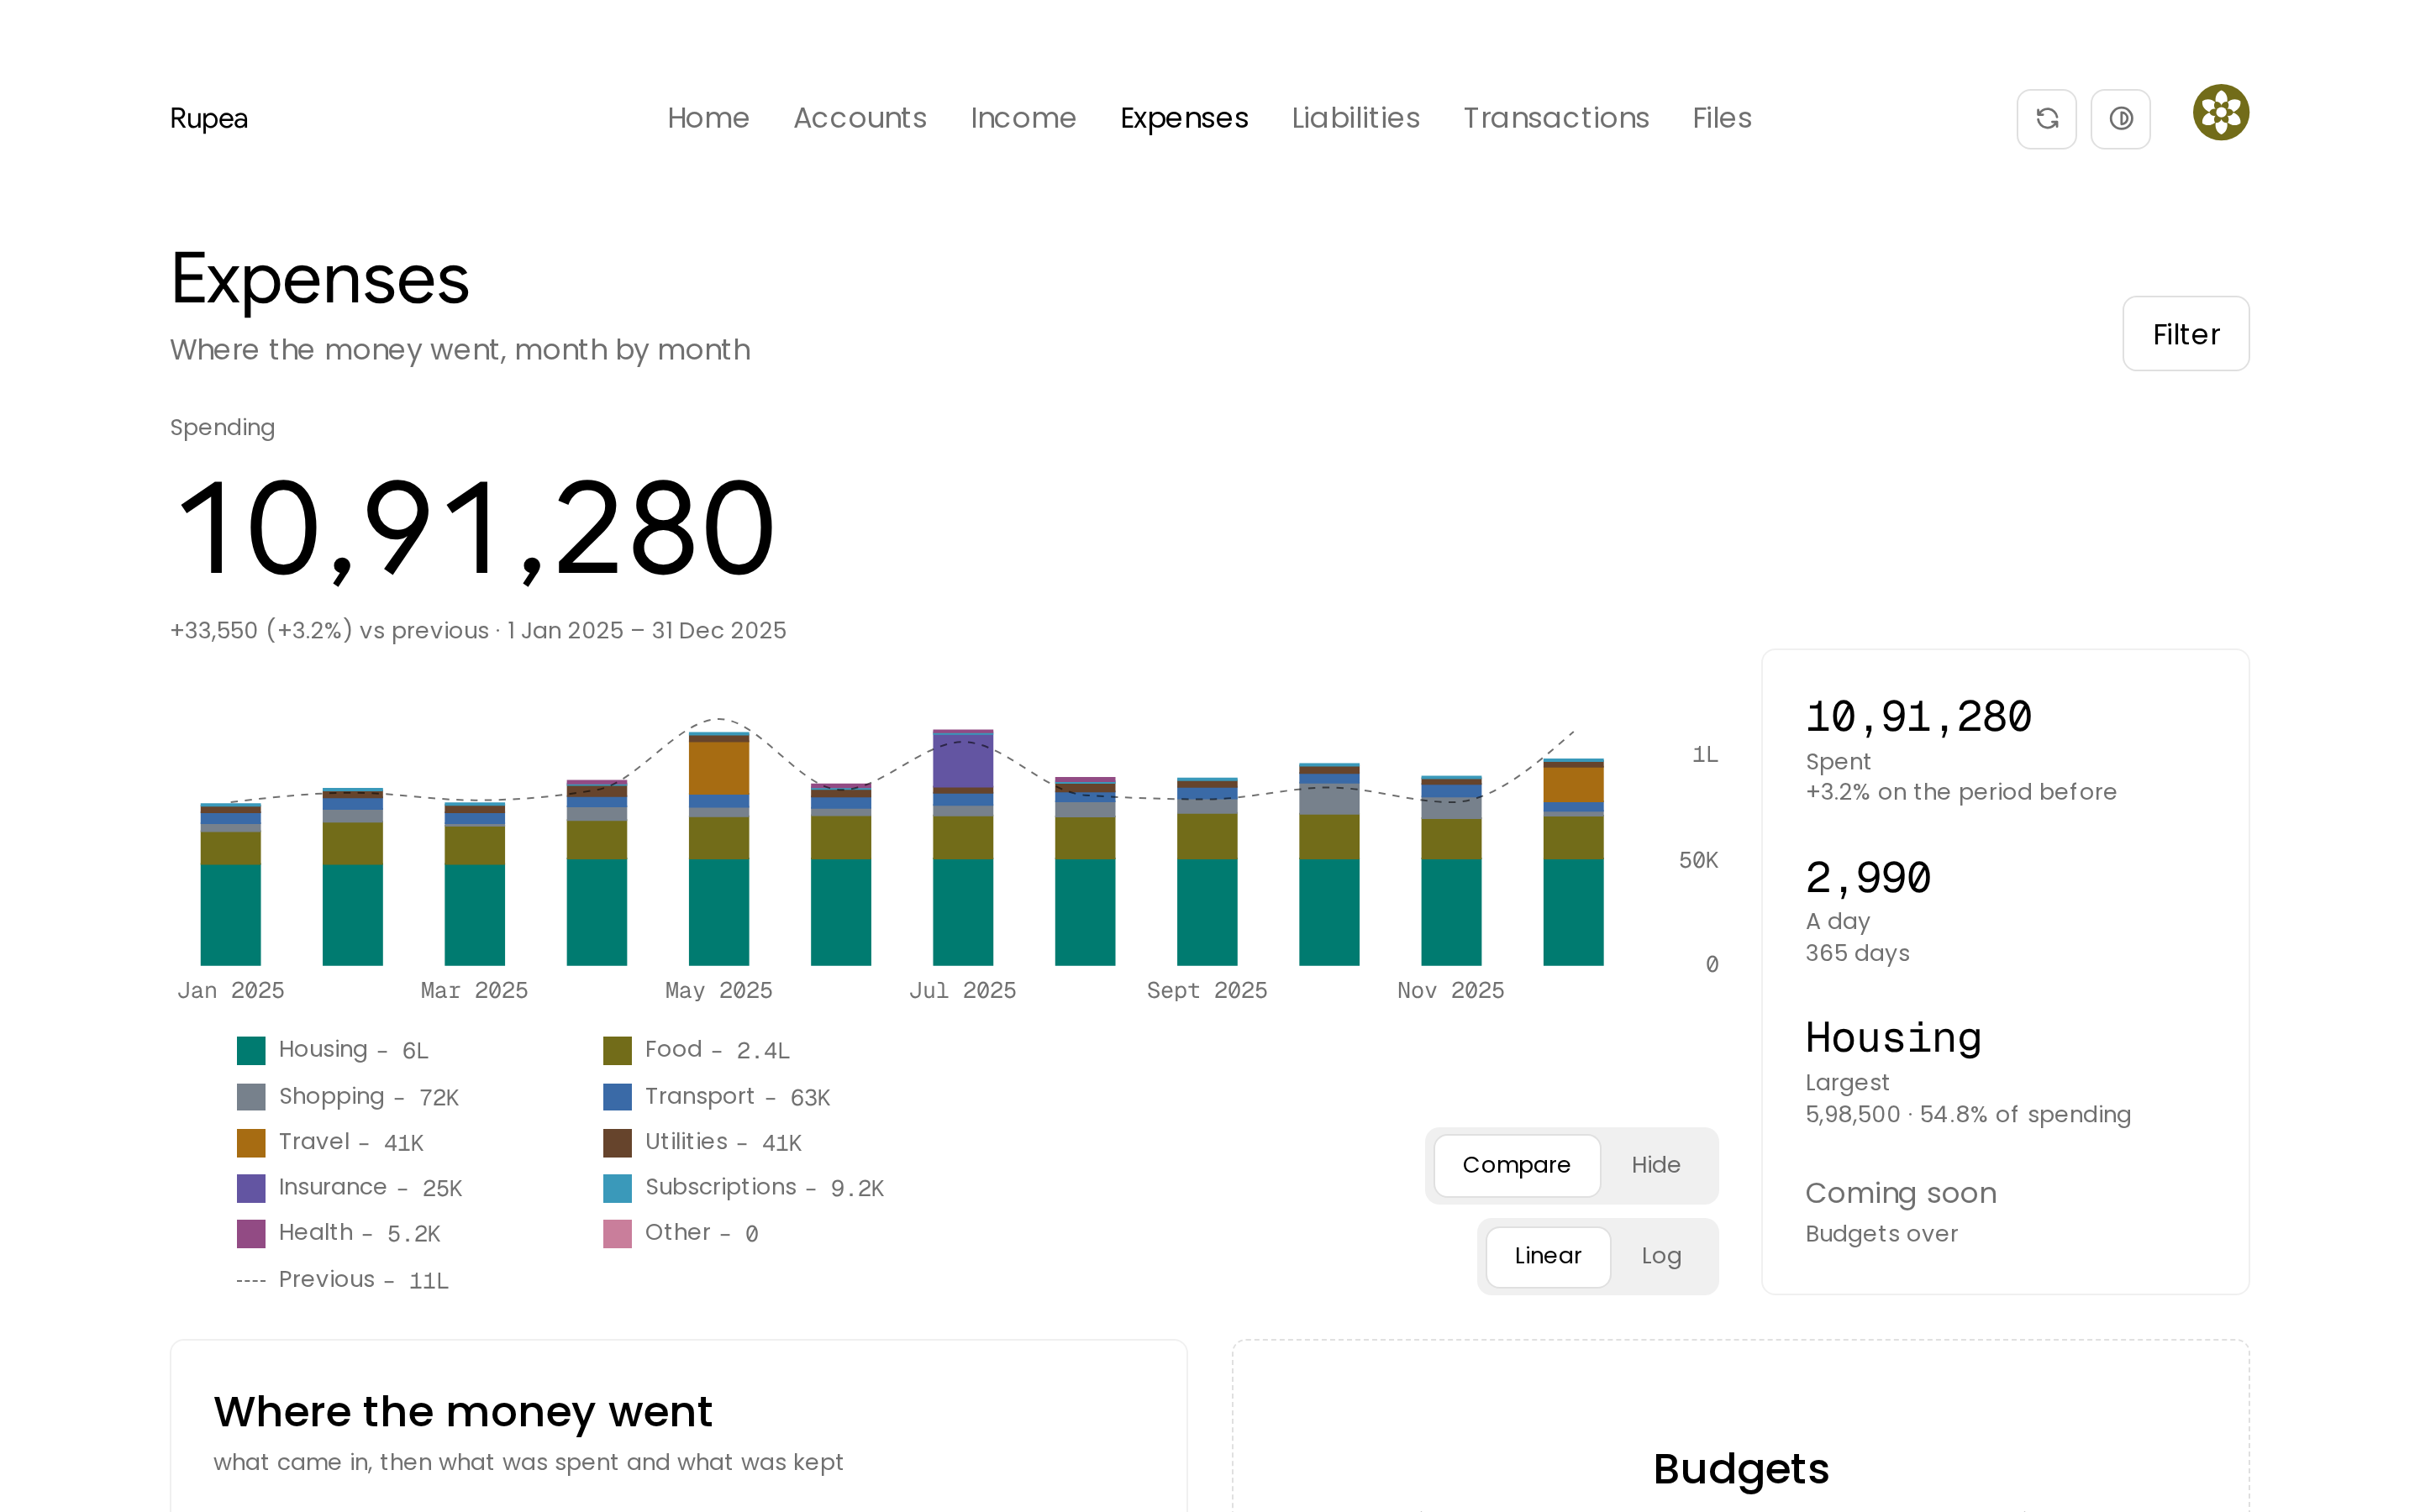 Rupea
Home Accounts Income Expenses Liabilities Transactions Files
Expenses
Where the money went, month by month
Filter
Spending
10,91,280
+33,550 (+3.2%) vs previous · 1 Jan 2025 – 31 Dec 2025
1L
50K
0
Jan 2025 Mar 2025 May 2025 Jul 2025 Sept 2025 Nov 2025
Housing – 6L
Food – 2.4L
Shopping – 72K
Transport – 63K
Travel – 41K
Utilities – 41K
Insurance – 25K
Subscriptions – 9.2K
Health – 5.2K
Other – 0
Previous – 11L
Compare Hide
Linear Log
10,91,280
Spent
+3.2% on the period before
2,990
A day
365 days
Housing
Largest
5,98,500 · 54.8% of spending
Coming soon
Budgets over
Where the money went
what came in, then what was spent and what was kept
Budgets